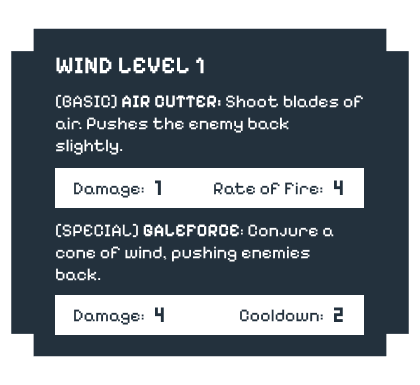 WIND LEVEL 1
(BASIC) AIR CUTTER: Shoot blades of
air. Pushes the enemy back
slightly.
Damage: 1 Rate of Fire: 4
(SPECIAL) GALEFORCE: Conjure a
cone of wind, pushing enemies
back.
Damage: 4 Cooldown: 2